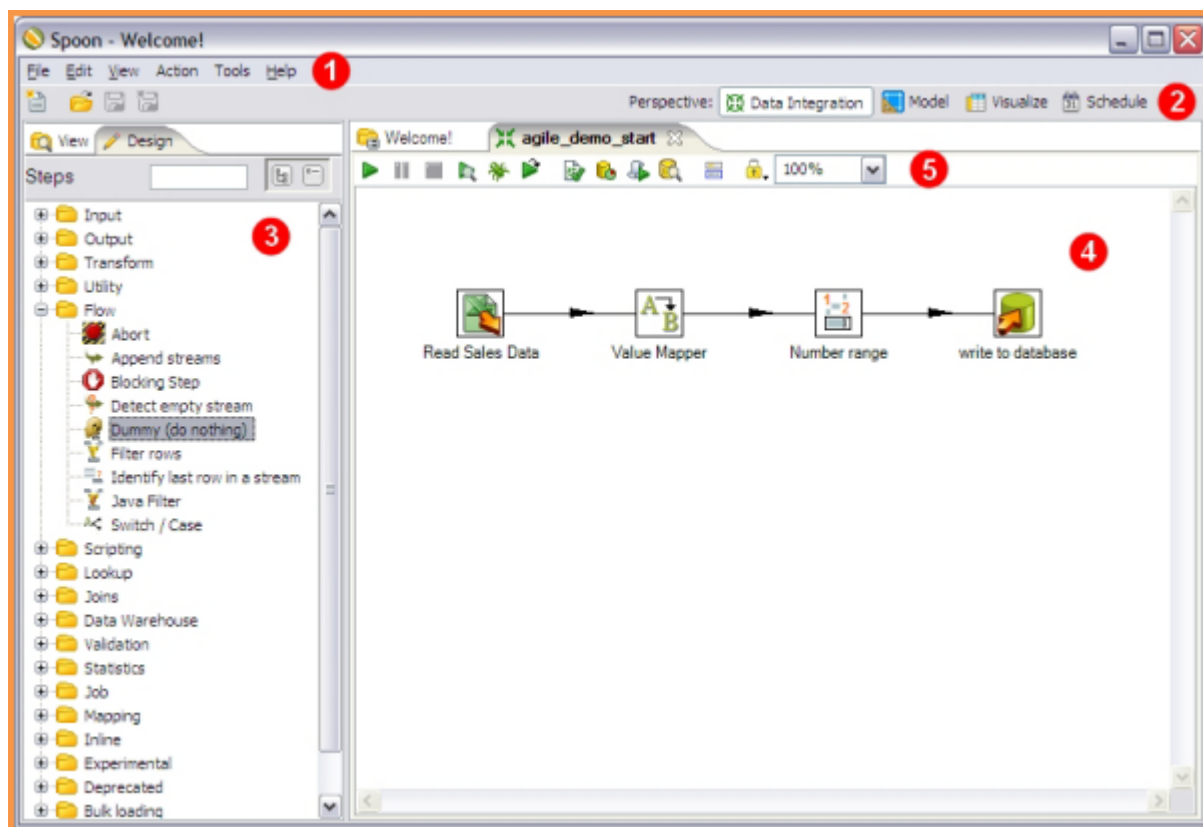 Spoon - Welcome!
File Edit View Action Tools Help 1
Perspective: Data Integration Model 31 Visualize Schedule 2
View Design
Welcome! agile_demo_start
Steps
100% 5
Input
Output
3
Transform
Utility
Flow
Abort
Append streams
Blocking Step
Detect empty stream
Dummy (do nothing)
Filter rows
Identify last row in a stream
Java Filter
Switch / Case
Scripting
Lookup
Joins
Data Warehouse
Validation
Statistics
Job
Mapping
Inline
Experimental
Deprecated
Bulk loading
4
A B
1-2
Read Sales Data Value Mapper Number range write to database